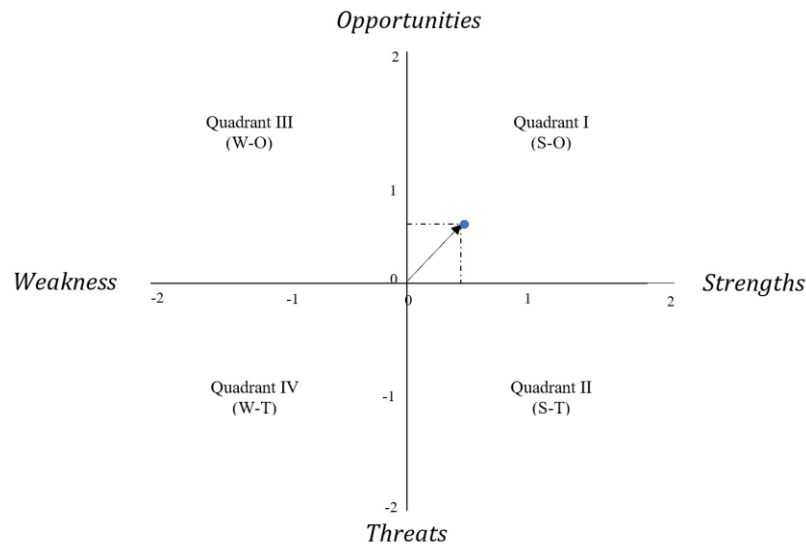 Opportunities
2
Quadrant III
(W-O)
Quadrant I
(S-O)
1
Weakness
0
Strengths
-2
-1
0
1
2
Quadrant IV
(W-T)
-1
Quadrant II
(S-T)
-2
Threats